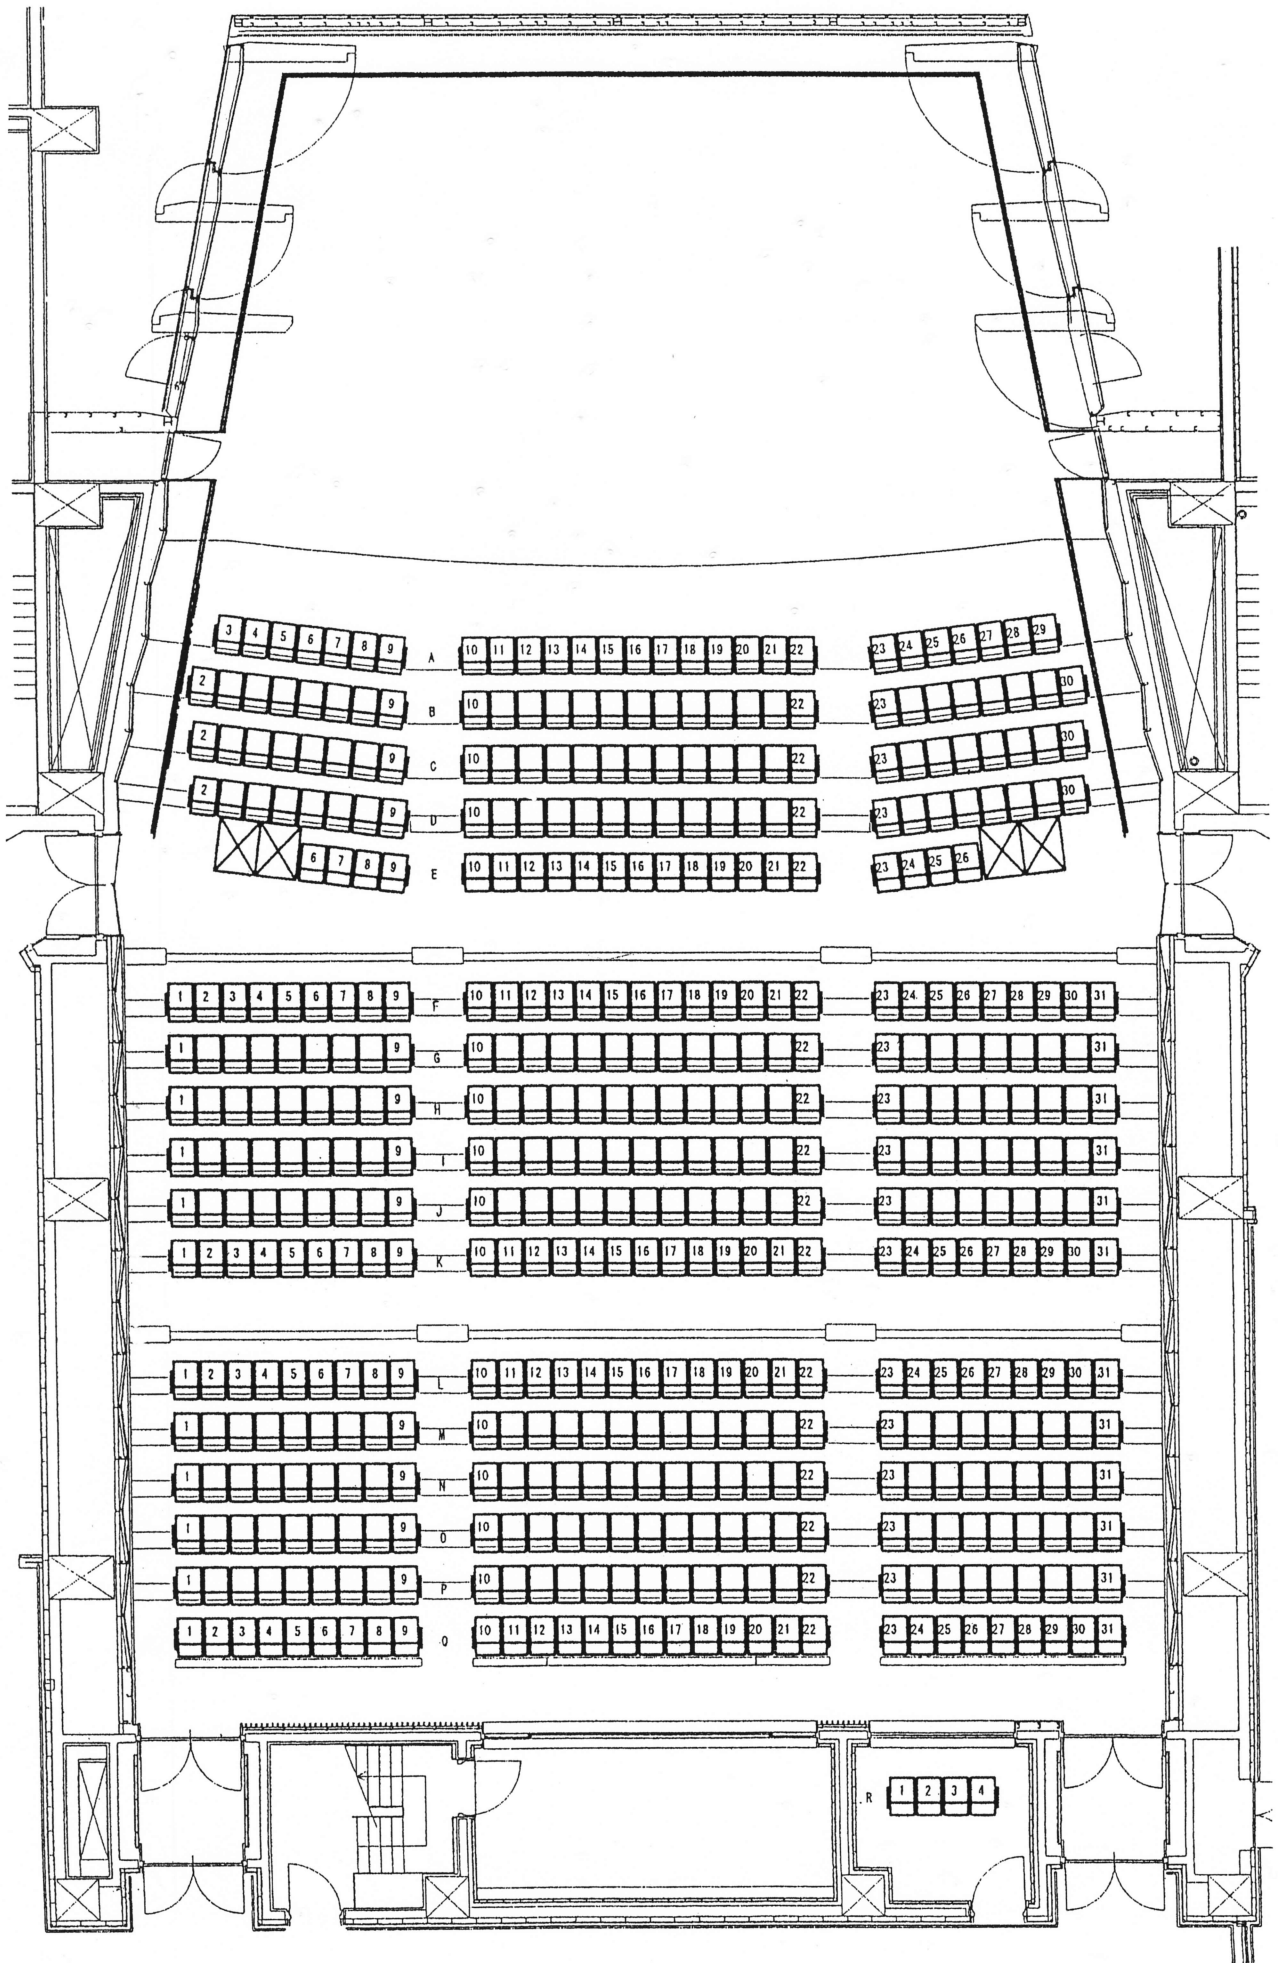 3 4 5 6 7 8 9 A 10 11 12 13 14 15 16 17 18 19 20 21 22 23 24 25 26 27 28 29
2 9 B 10 22 23 30
2 9 C 10 22 23 30
2 9 D 10 22 23 30
6 7 8 9 E 10 11 12 13 14 15 16 17 18 19 20 21 22 23 24 25 26
1 2 3 4 5 6 7 8 9 F 10 11 12 13 14 15 16 17 18 19 20 21 22 23 24 25 26 27 28 29 30 31
1 9 G 10 22 23 31
1 9 H 10 22 23 31
1 9 I 10 22 23 31
1 9 J 10 22 23 31
1 2 3 4 5 6 7 8 9 K 10 11 12 13 14 15 16 17 18 19 20 21 22 23 24 25 26 27 28 29 30 31
1 2 3 4 5 6 7 8 9 L 10 11 12 13 14 15 16 17 18 19 20 21 22 23 24 25 26 27 28 29 30 31
1 9 M 10 22 23 31
1 9 N 10 22 23 31
1 9 O 10 22 23 31
1 9 P 10 22 23 31
1 2 3 4 5 6 7 8 9 Q 10 11 12 13 14 15 16 17 18 19 20 21 22 23 24 25 26 27 28 29 30 31
R 1 2 3 4